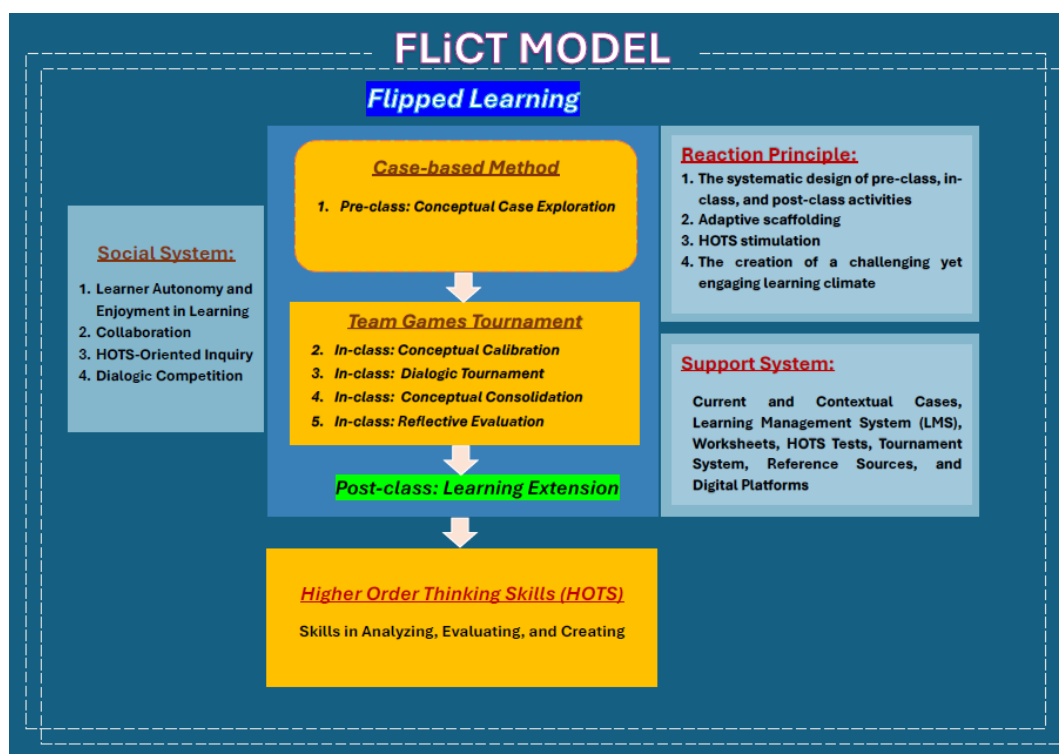 FLiCT MODEL
Flipped Learning
Case-based Method
1. Pre-class: Conceptual Case Exploration
Team Games Tournament
2. In-class: Conceptual Calibration
3. In-class: Dialogic Tournament
4. In-class: Conceptual Consolidation
5. In-class: Reflective Evaluation
Post-class: Learning Extension
Higher Order Thinking Skills (HOTS)
Skills in Analyzing, Evaluating, and Creating
Social System:
1. Learner Autonomy and
Enjoyment in Learning
2. Collaboration
3. HOTS-Oriented Inquiry
4. Dialogic Competition
Reaction Principle:
1. The systematic design of pre-class, in-
class, and post-class activities
2. Adaptive scaffolding
3. HOTS stimulation
4. The creation of a challenging yet
engaging learning climate
Support System:
Current and Contextual Cases,
Learning Management System (LMS),
Worksheets, HOTS Tests, Tournament
System, Reference Sources, and
Digital Platforms